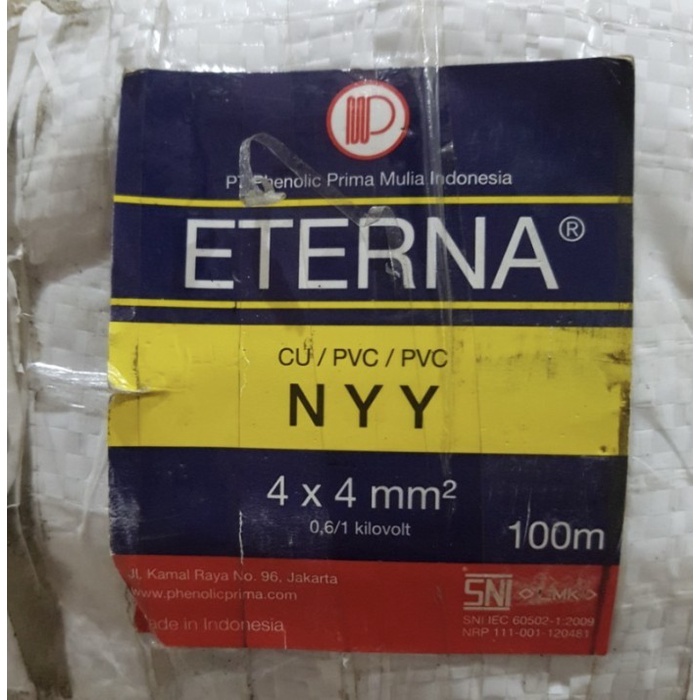 PT Phenolic Prima Mulia Indonesia
ETERNA®
CU / PVC / PVC
N Y Y
4 x 4 mm²
0,6/1 kilovolt
100m
Jl. Kamal Raya No. 96, Jakarta
www.phenolicprima.com
Made in Indonesia
SNI LMK
SNI IEC 60502-1:2009
NRP 111-001-120481